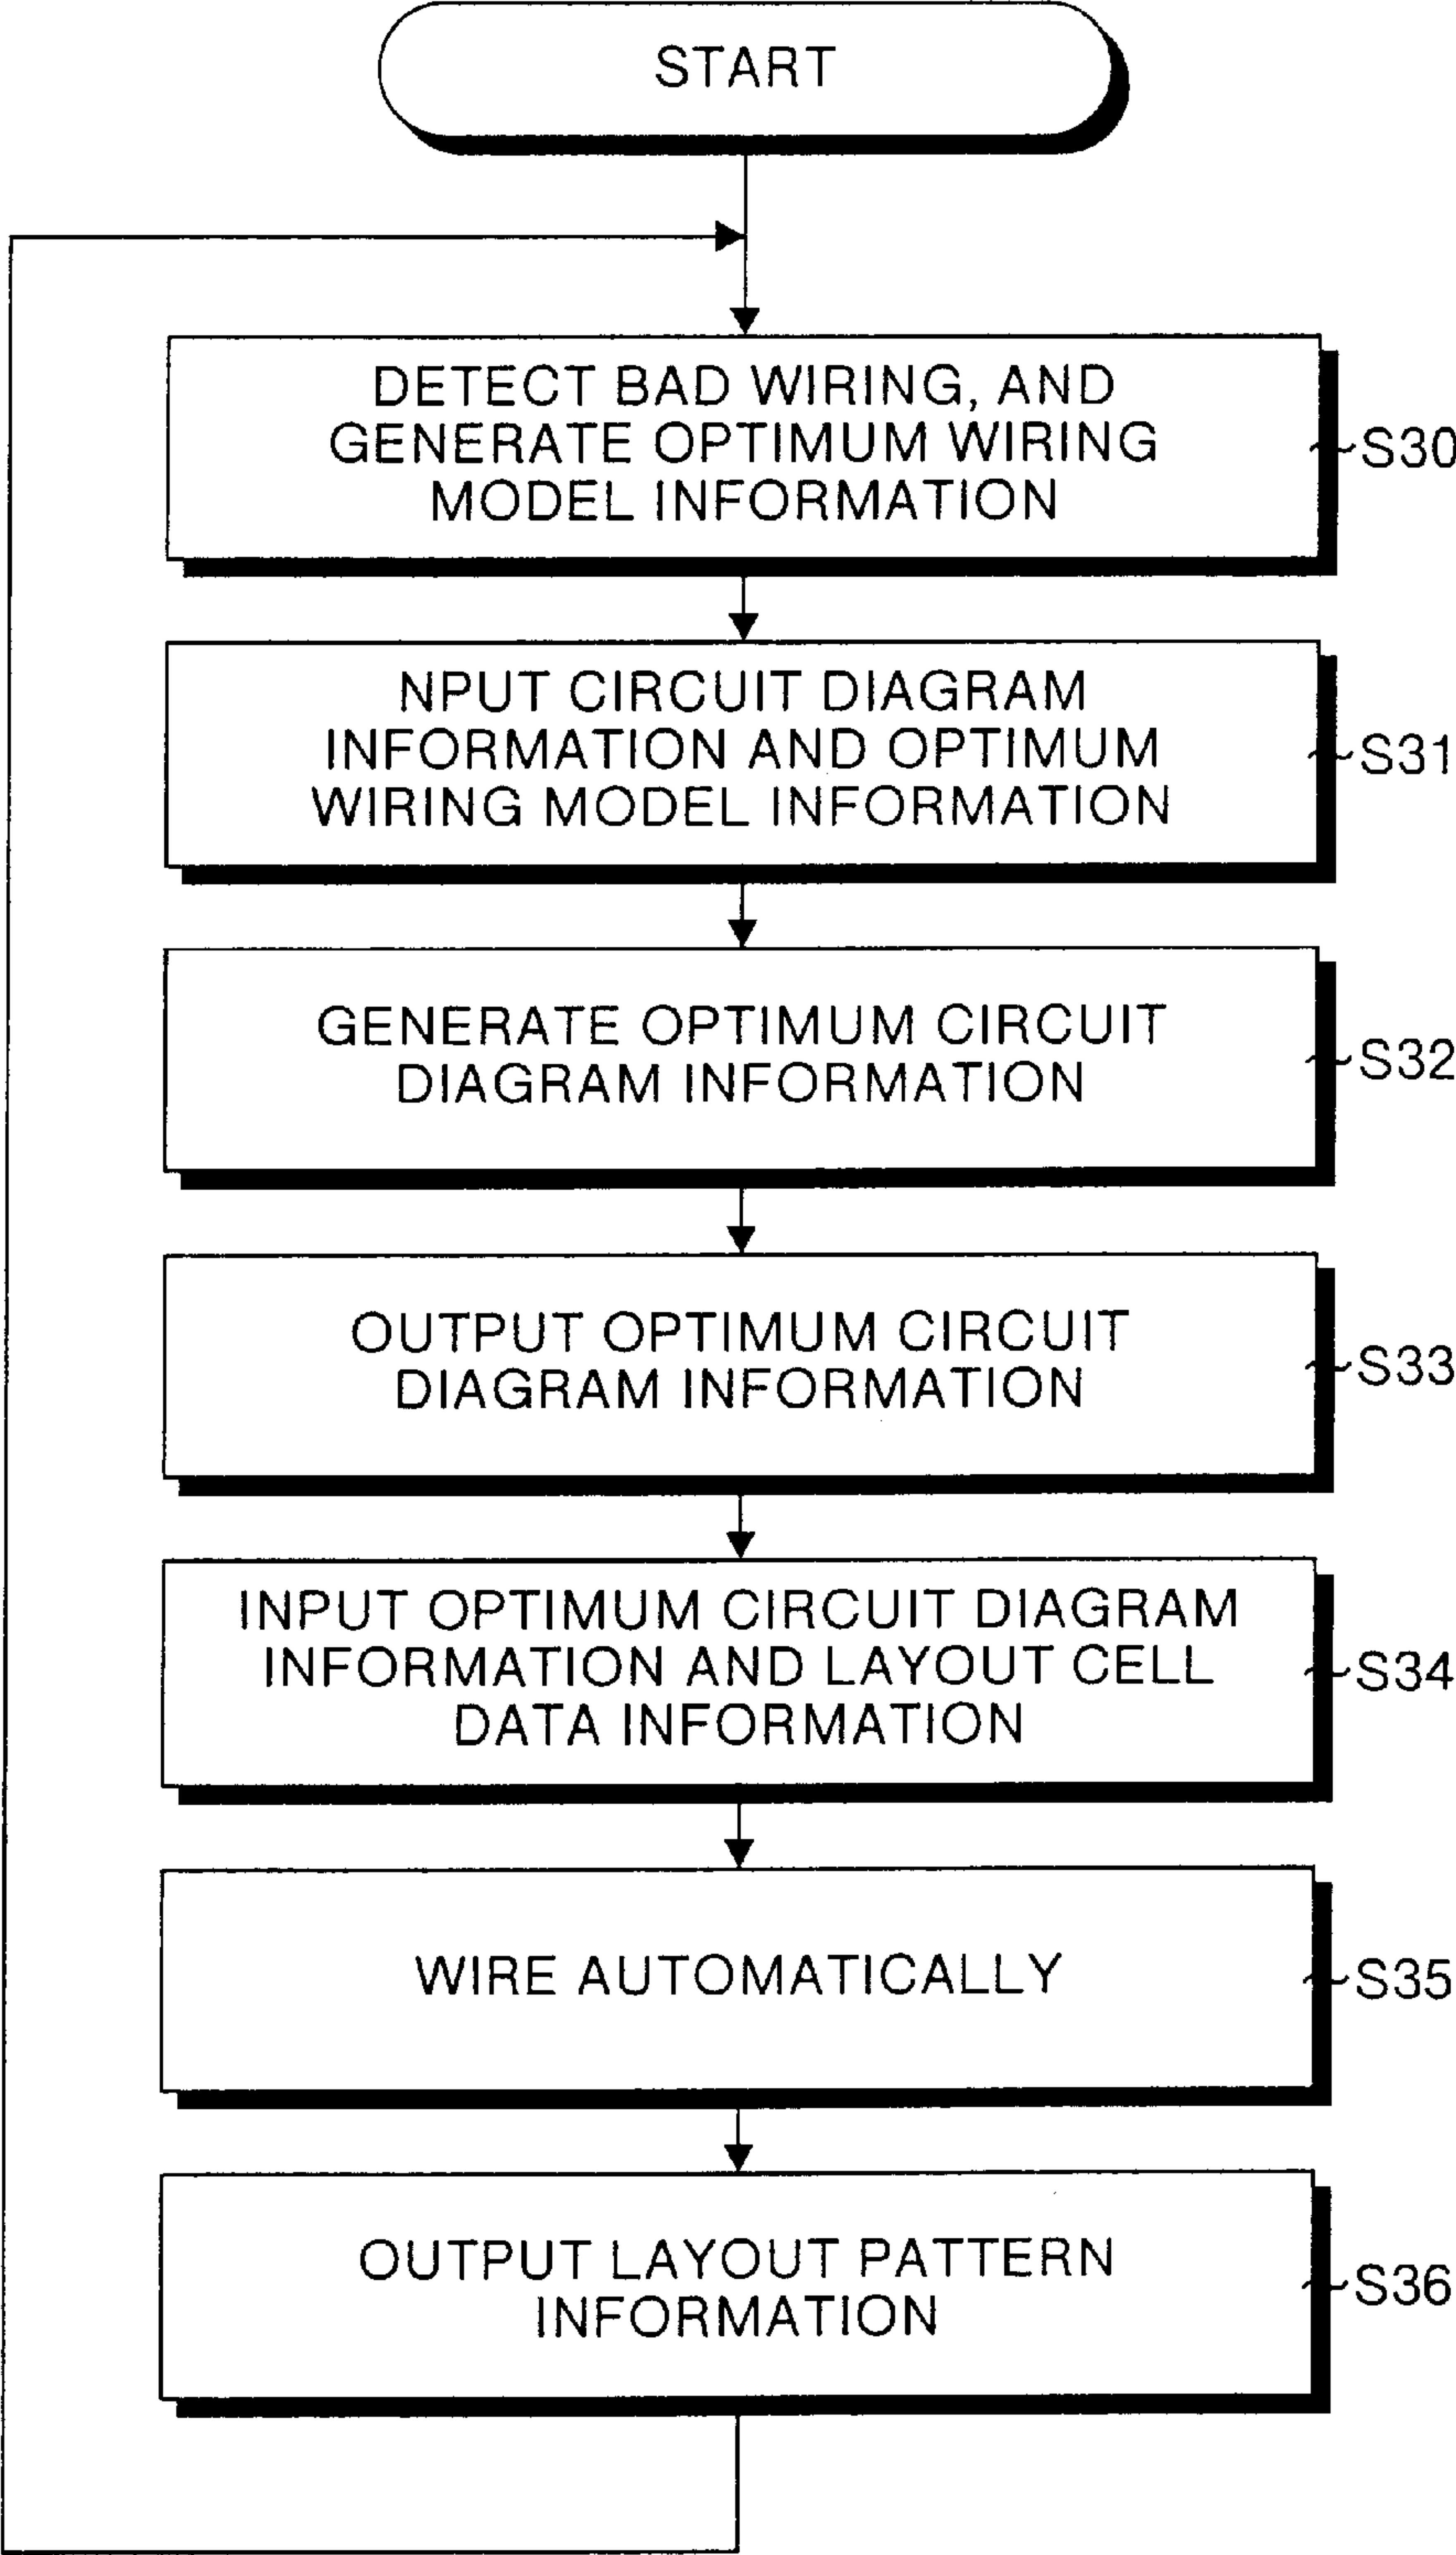 START
DETECT BAD WIRING, AND
GENERATE OPTIMUM WIRING
MODEL INFORMATION
S30
NPUT CIRCUIT DIAGRAM
INFORMATION AND OPTIMUM
WIRING MODEL INFORMATION
S31
GENERATE OPTIMUM CIRCUIT
DIAGRAM INFORMATION
S32
OUTPUT OPTIMUM CIRCUIT
DIAGRAM INFORMATION
S33
INPUT OPTIMUM CIRCUIT DIAGRAM
INFORMATION AND LAYOUT CELL
DATA INFORMATION
S34
WIRE AUTOMATICALLY
S35
OUTPUT LAYOUT PATTERN
INFORMATION
S36